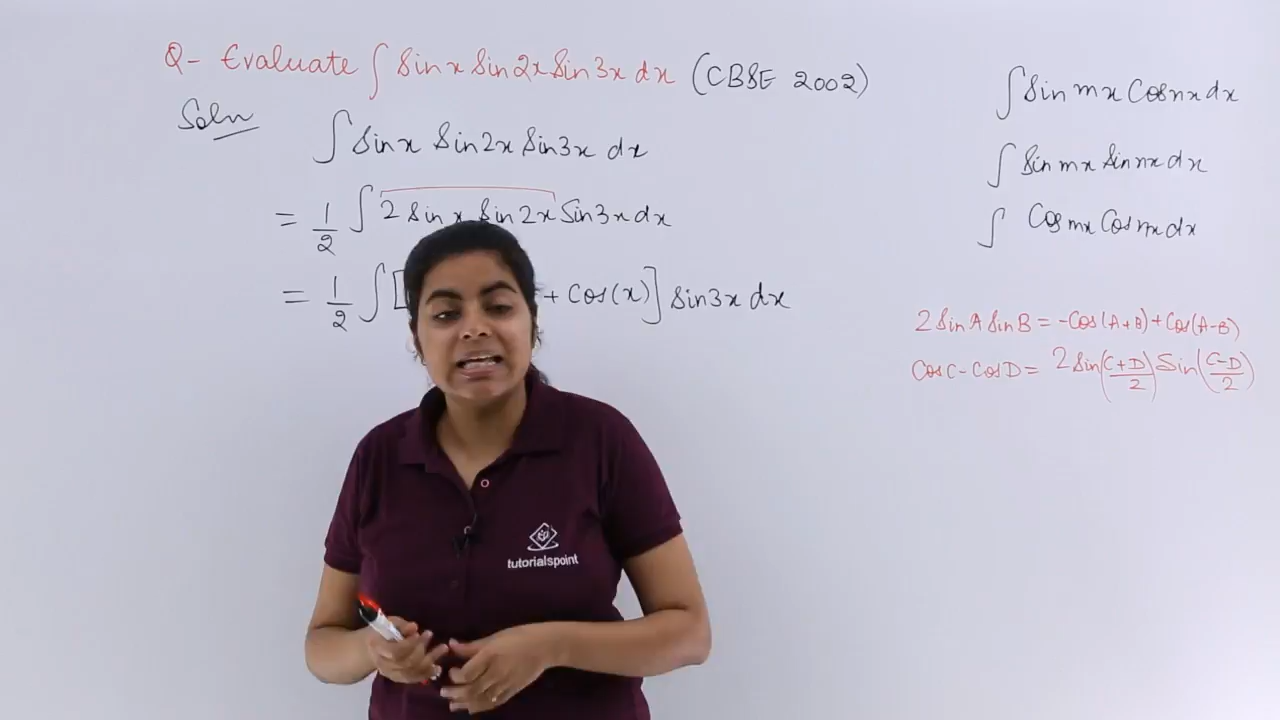 Q- Evaluate ∫ Sin x Sin 2x Sin 3x dx (CBSE 2002)
Soln
∫ Sin x Sin 2x Sin 3x dx
= 1/2 ∫ 2 Sin x Sin 2x Sin 3x dx
= 1/2 ∫ [ + Cos(x)] Sin 3x dx
∫ Sin mx Cos nx dx
∫ Sin mx Sin nx dx
∫ Cos mx Cos nx dx
2 Sin A Sin B = -Cos(A+B) + Cos(A-B)
Cos C - Cos D = 2 Sin((C+D)/2) Sin((C-D)/2)
tutorialspoint